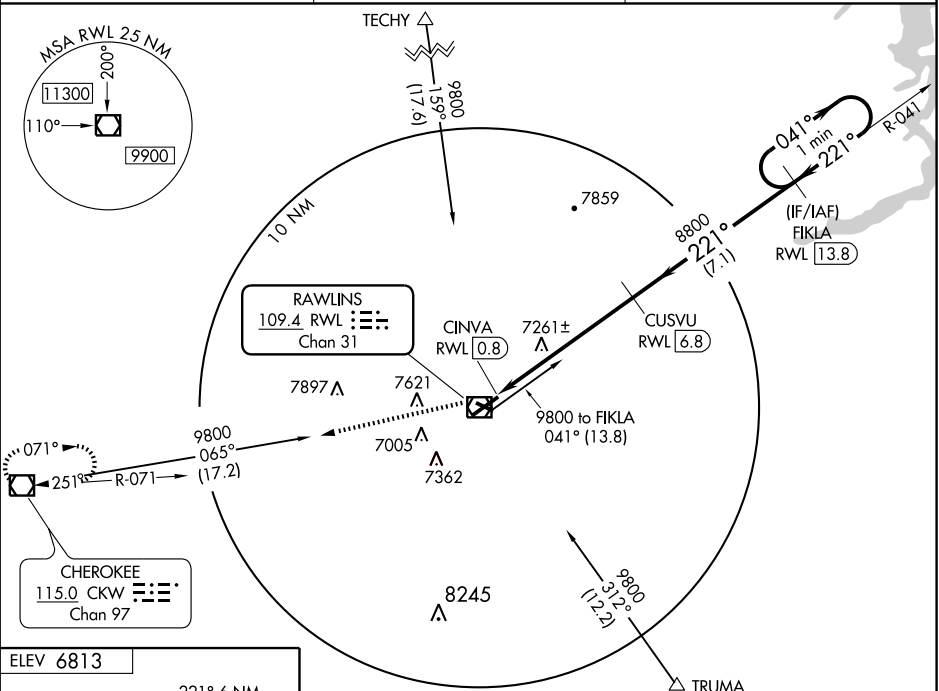 TECHY
MSA RWL 25 NM
200°
11300
110°
9900
9800
159°
(17.6)
041°
1 min
221°
R-041
7859
10 NM
(IF/IAF)
FIKLA
RWL 13.8
8800
221°
(7.1)
RAWLINS
109.4 RWL
Chan 31
CINVA
RWL 0.8
7261±
CUSVU
RWL 6.8
7897
7621
9800 to FIKLA
041° (13.8)
7005
7362
9800
065°
(17.2)
071°
251°
R-071
CHEROKEE
115.0 CKW
Chan 97
8245
9800
312°
(12.2)
TRUMA
ELEV 6813
221° 6 NM